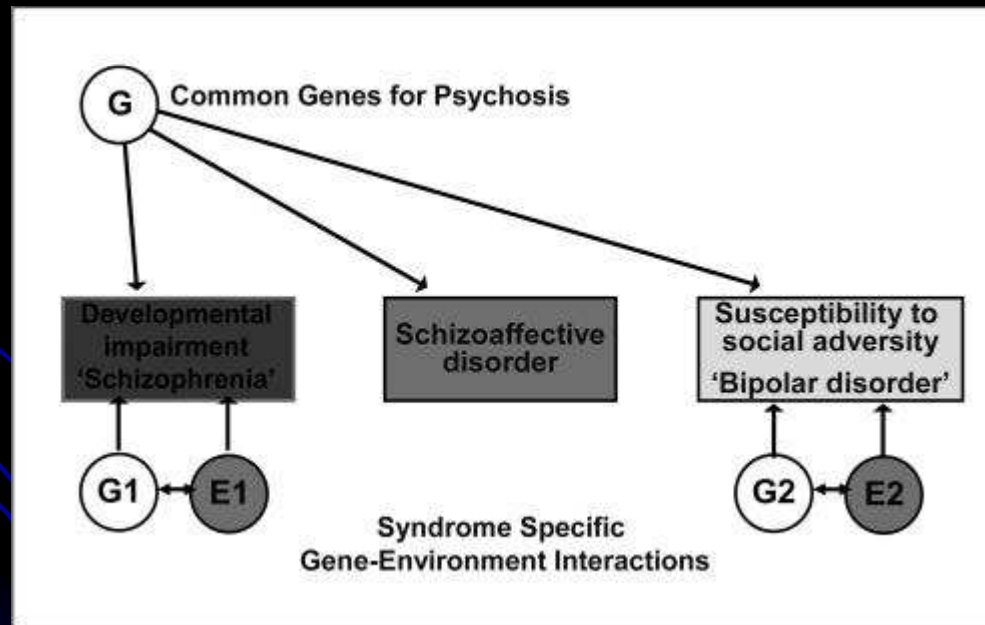 G
Common Genes for Psychosis
Developmental
impairment
‘Schizophrenia’
Schizoaffective
disorder
Susceptibility to
social adversity
‘Bipolar disorder’
G1
E1
G2
E2
Syndrome Specific
Gene-Environment Interactions